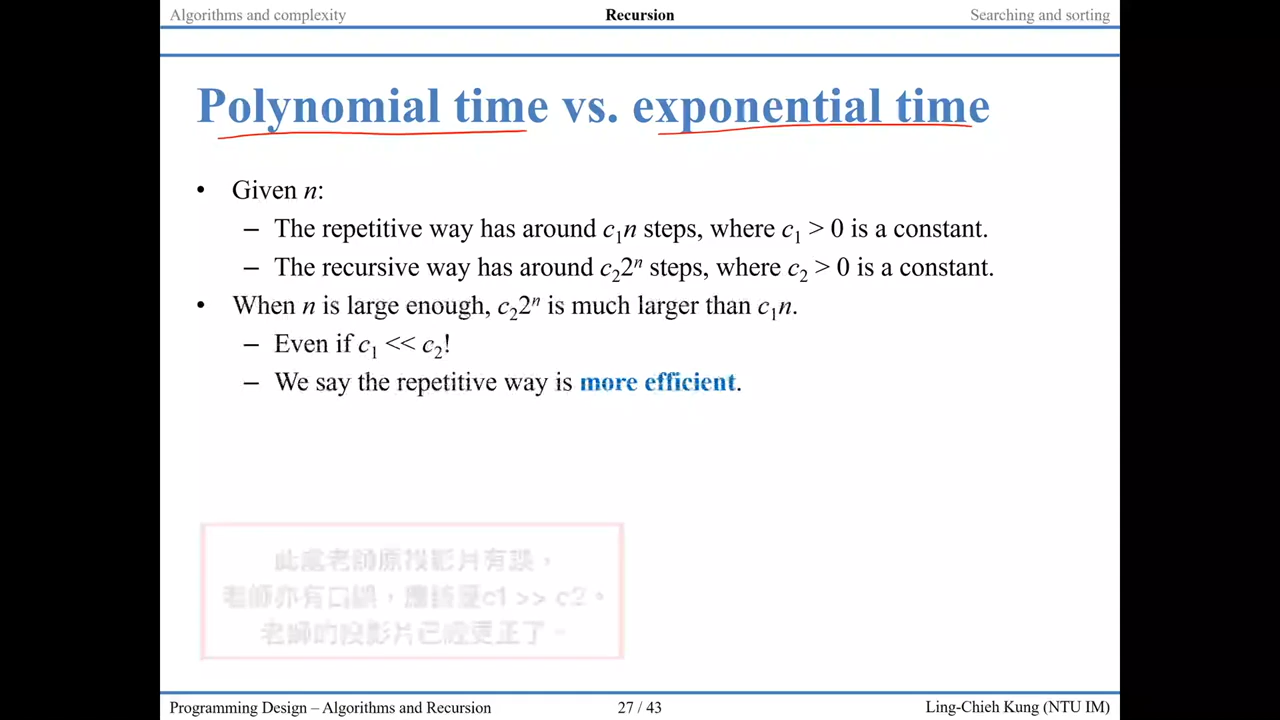 Algorithms and complexity
Recursion
Searching and sorting
Polynomial time vs. exponential time
• Given n:
– The repetitive way has around c₁n steps, where c₁ > 0 is a constant.
– The recursive way has around c₂2ⁿ steps, where c₂ > 0 is a constant.
• When n is large enough, c₂2ⁿ is much larger than c₁n.
– Even if c₁ << c₂!
– We say the repetitive way is more efficient.
此處老師原投影片有誤，
老師亦有口誤，應該是c1 >> c2。
老師的投影片已經更正了。
Programming Design – Algorithms and Recursion
27 / 43
Ling-Chieh Kung (NTU IM)